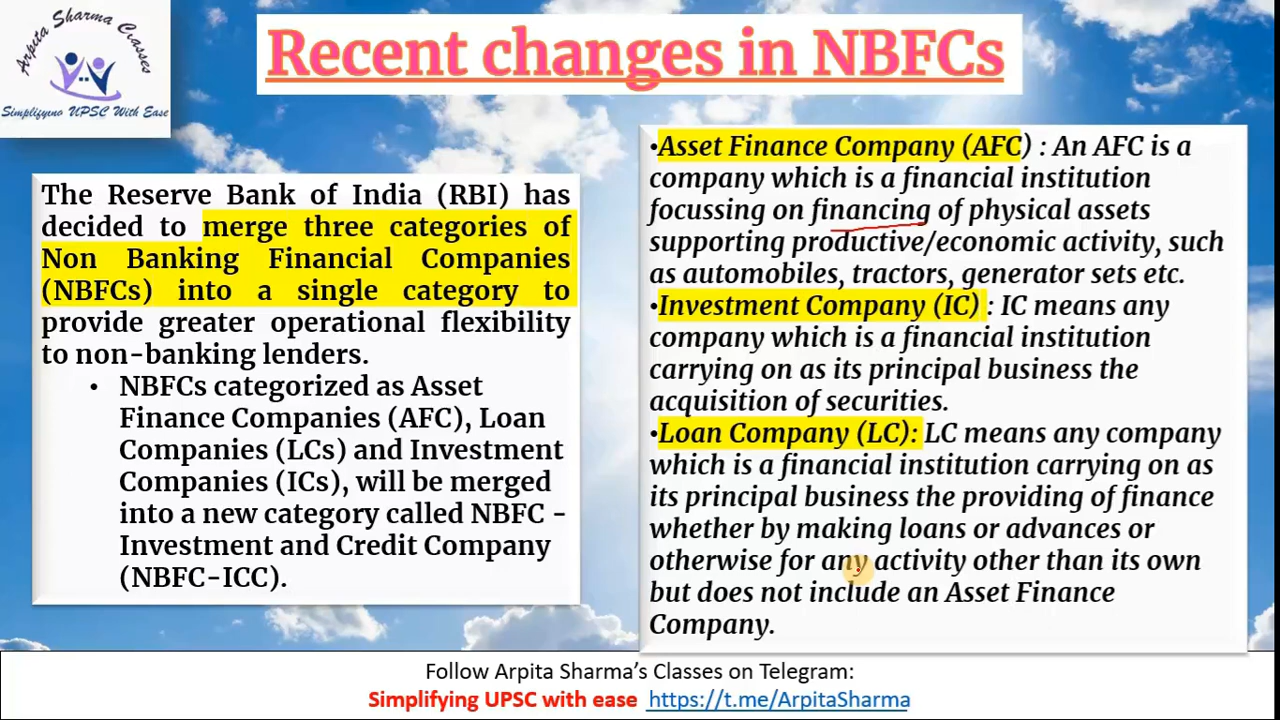 Arpita Sharma Classes
Simplifyino UPSC With Ease
Recent changes in NBFCs
The Reserve Bank of India (RBI) has
decided to merge three categories of
Non Banking Financial Companies
(NBFCs) into a single category to
provide greater operational flexibility
to non-banking lenders.
• NBFCs categorized as Asset
Finance Companies (AFC), Loan
Companies (LCs) and Investment
Companies (ICs), will be merged
into a new category called NBFC -
Investment and Credit Company
(NBFC-ICC).
•Asset Finance Company (AFC) : An AFC is a
company which is a financial institution
focussing on financing of physical assets
supporting productive/economic activity, such
as automobiles, tractors, generator sets etc.
•Investment Company (IC) : IC means any
company which is a financial institution
carrying on as its principal business the
acquisition of securities.
•Loan Company (LC): LC means any company
which is a financial institution carrying on as
its principal business the providing of finance
whether by making loans or advances or
otherwise for any activity other than its own
but does not include an Asset Finance
Company.
Follow Arpita Sharma's Classes on Telegram:
Simplifying UPSC with ease https://t.me/ArpitaSharma